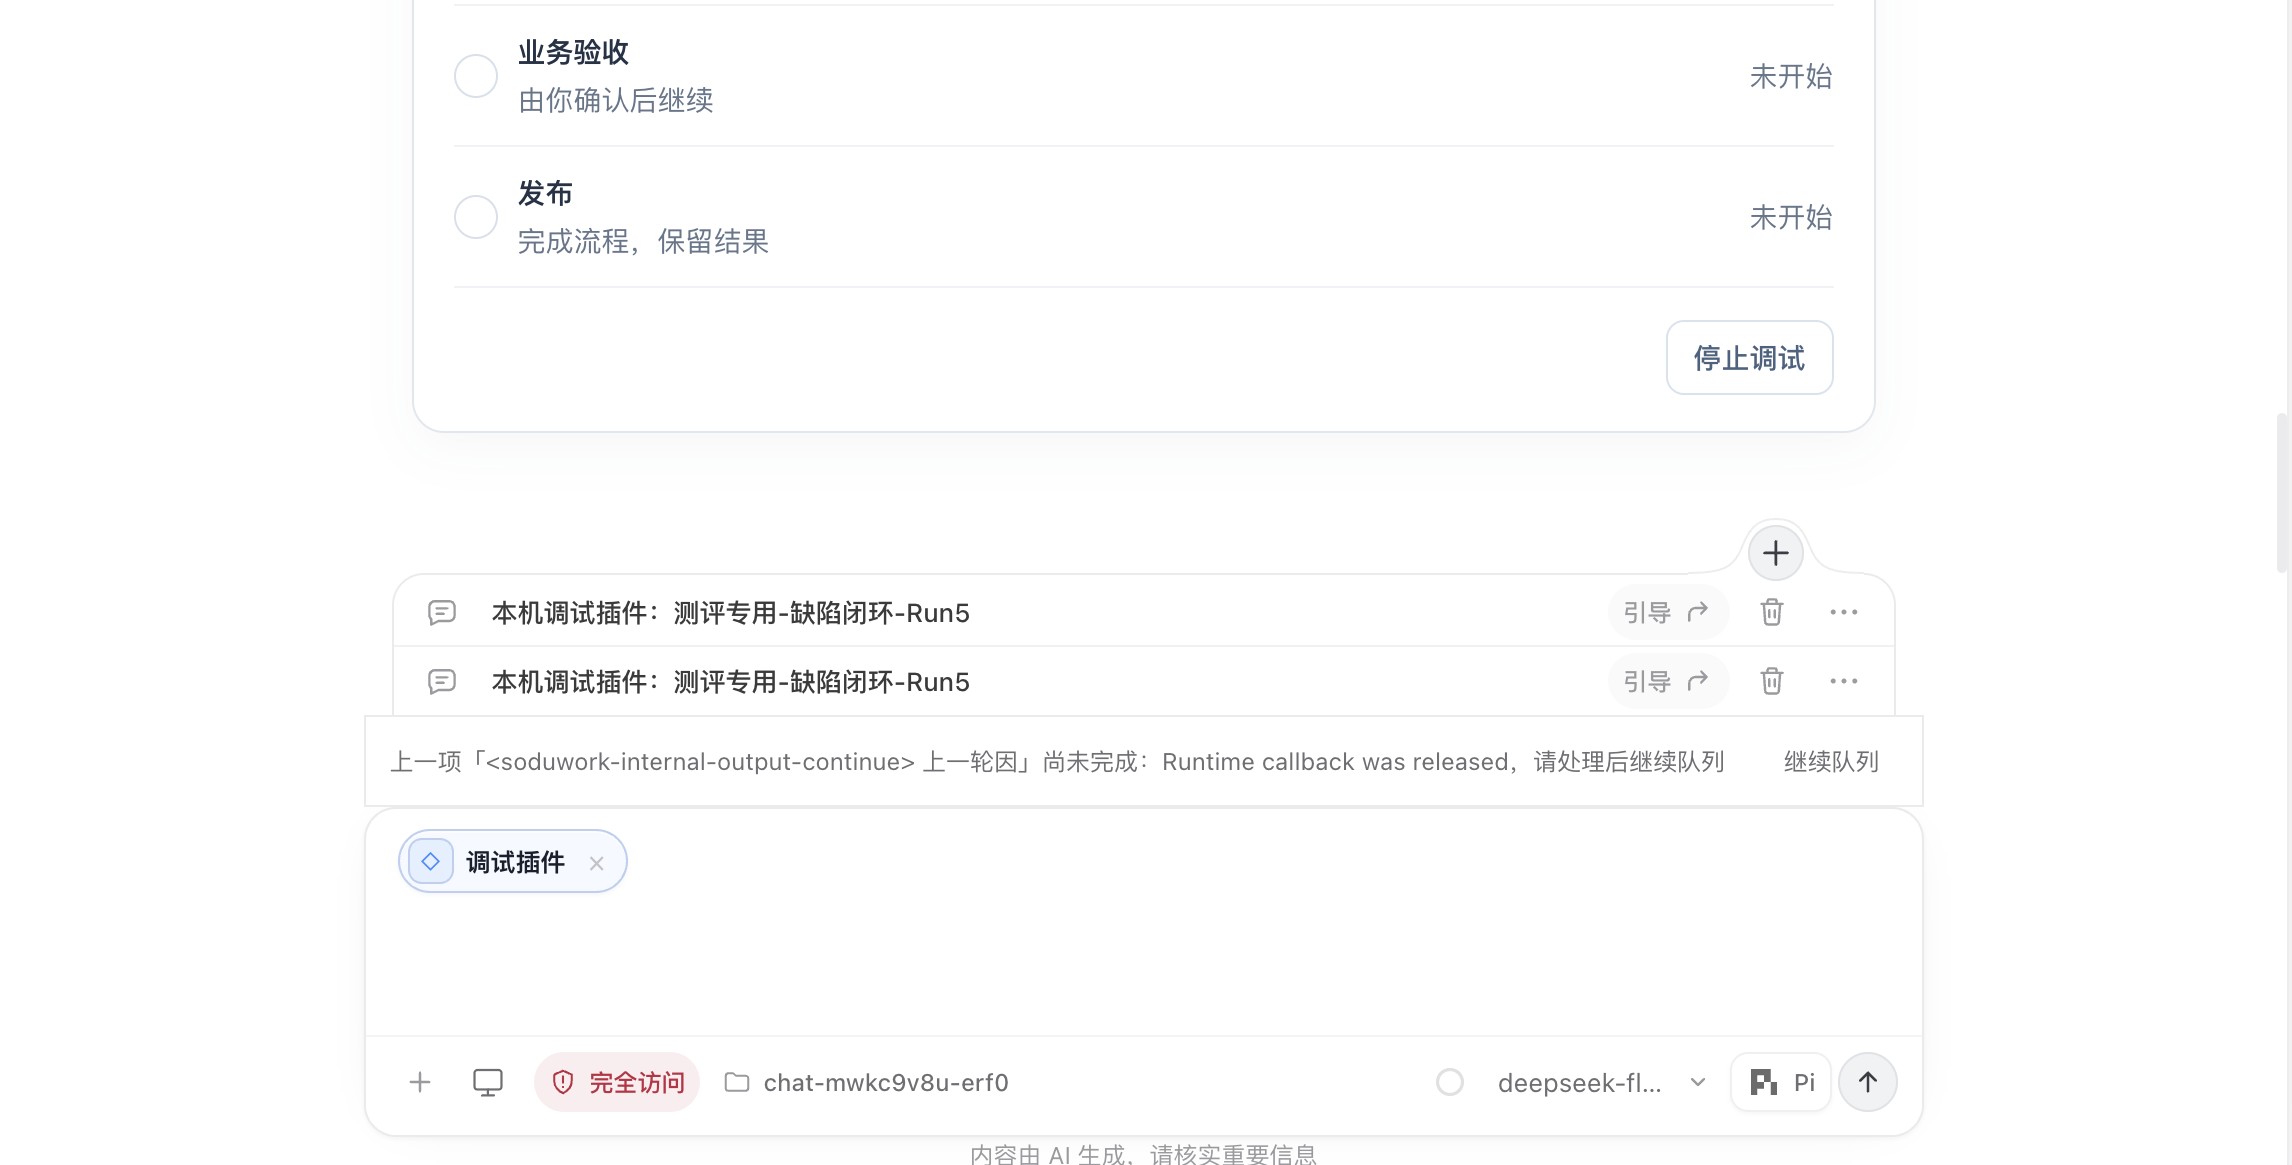 业务验收
由你确认后继续
未开始
发布
完成流程，保留结果
未开始
停止调试
本机调试插件：测评专用-缺陷闭环-Run5
引导
本机调试插件：测评专用-缺陷闭环-Run5
引导
上一项「<soduwork-internal-output-continue> 上一轮因」尚未完成：Runtime callback was released，请处理后继续队列
继续队列
调试插件
完全访问
chat-mwkc9v8u-erf0
deepseek-fl...
Pi
内容由 AI 生成，请核实重要信息